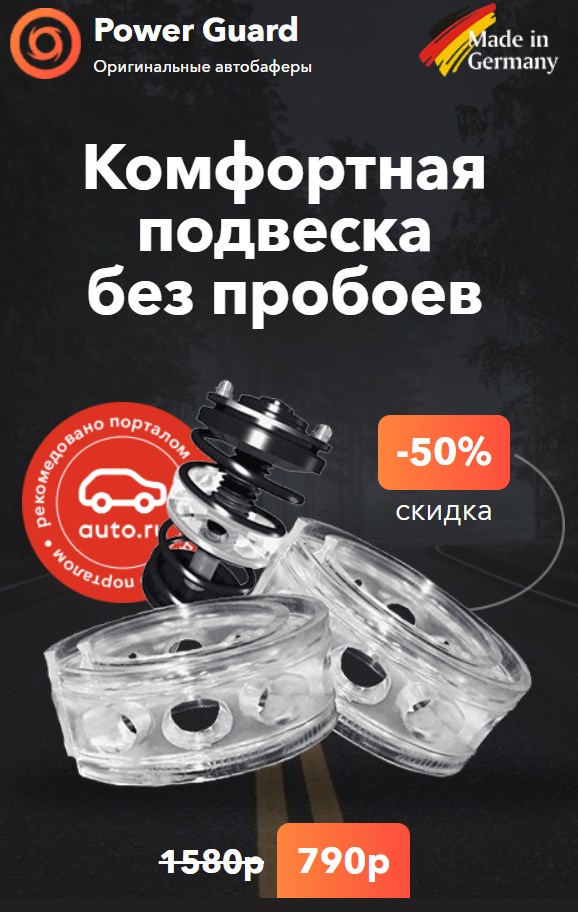 Power Guard
Оригинальные автобаферы
Made in
Germany
Комфортная
подвеска
без пробоев
рекомедовано порталом
auto.ru
порталом
-50%
скидка
1580р
790р